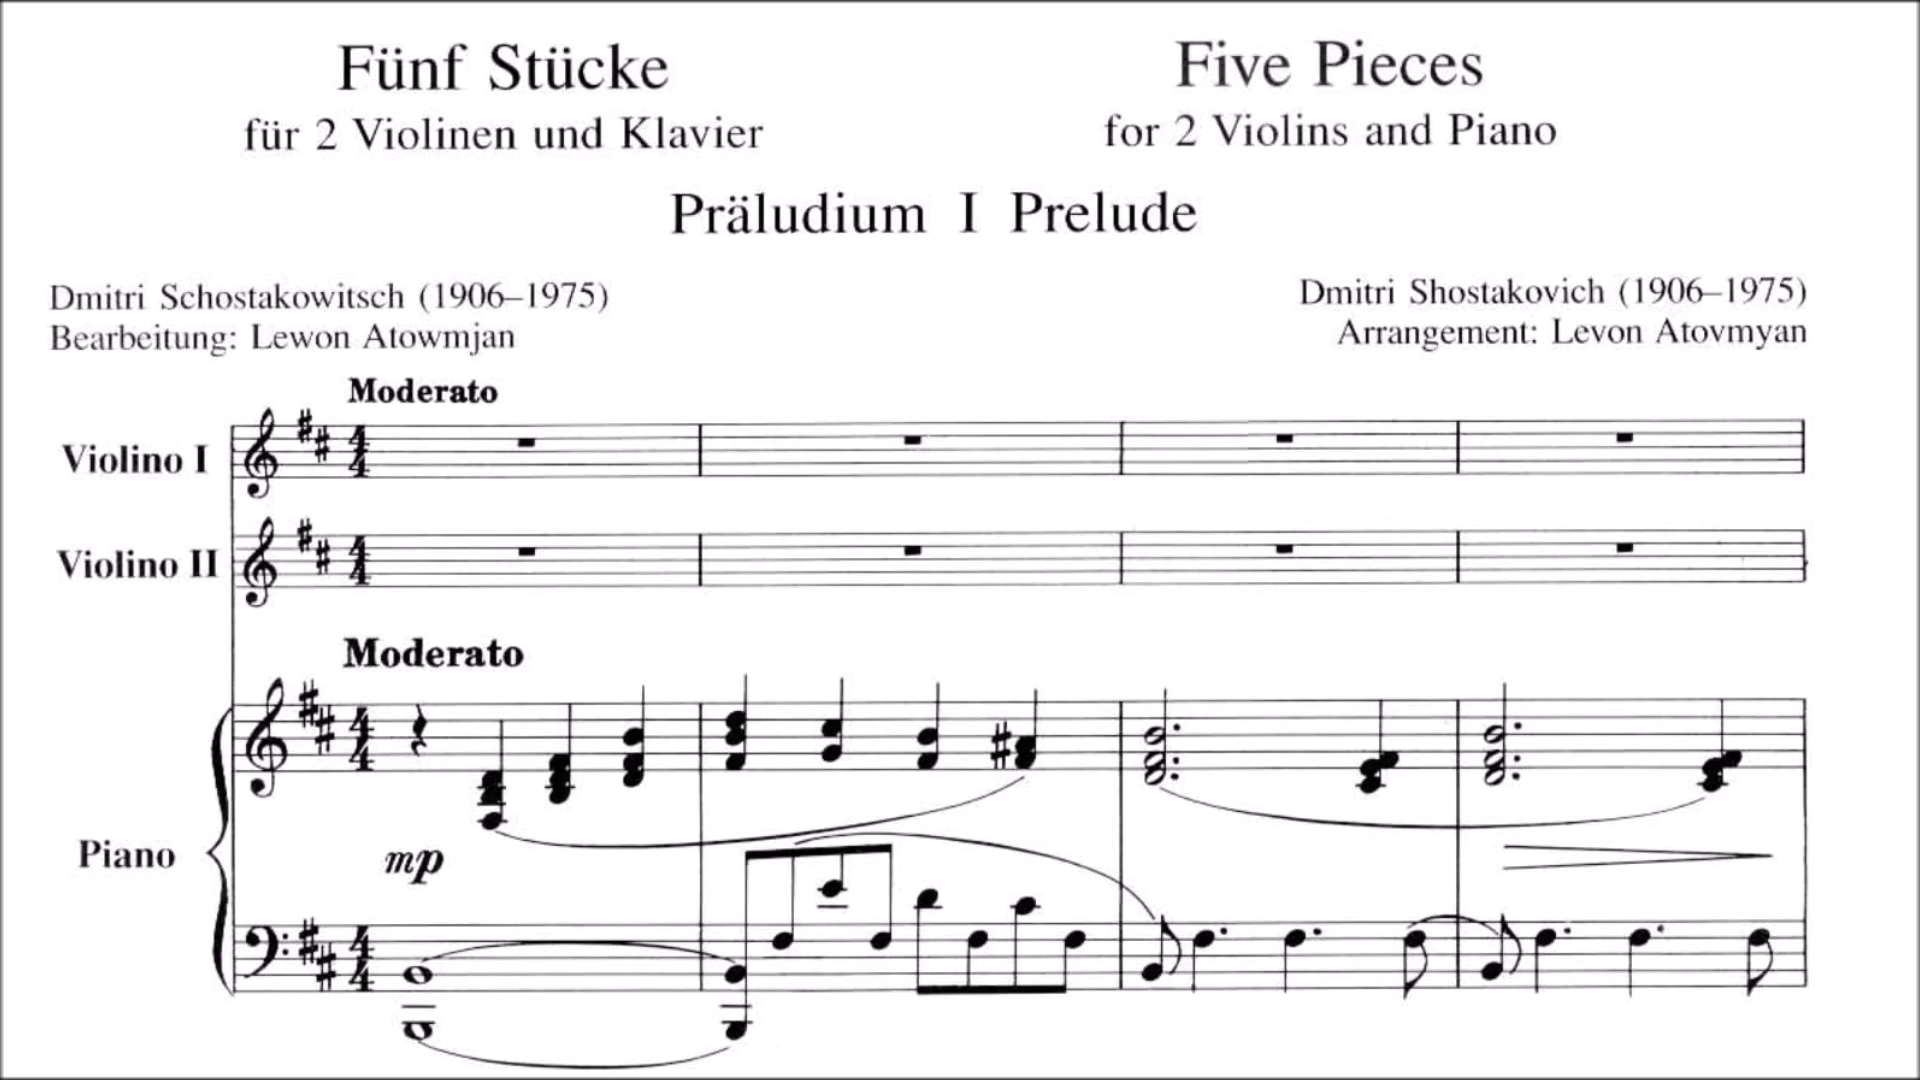 Fünf Stücke
für 2 Violinen und Klavier
Five Pieces
for 2 Violins and Piano
Präludium I Prelude
Dmitri Schostakowitsch (1906–1975)
Bearbeitung: Lewon Atowmjan
Dmitri Shostakovich (1906–1975)
Arrangement: Levon Atovmyan
Moderato
Violino I
Violino II
Moderato
Piano
mp